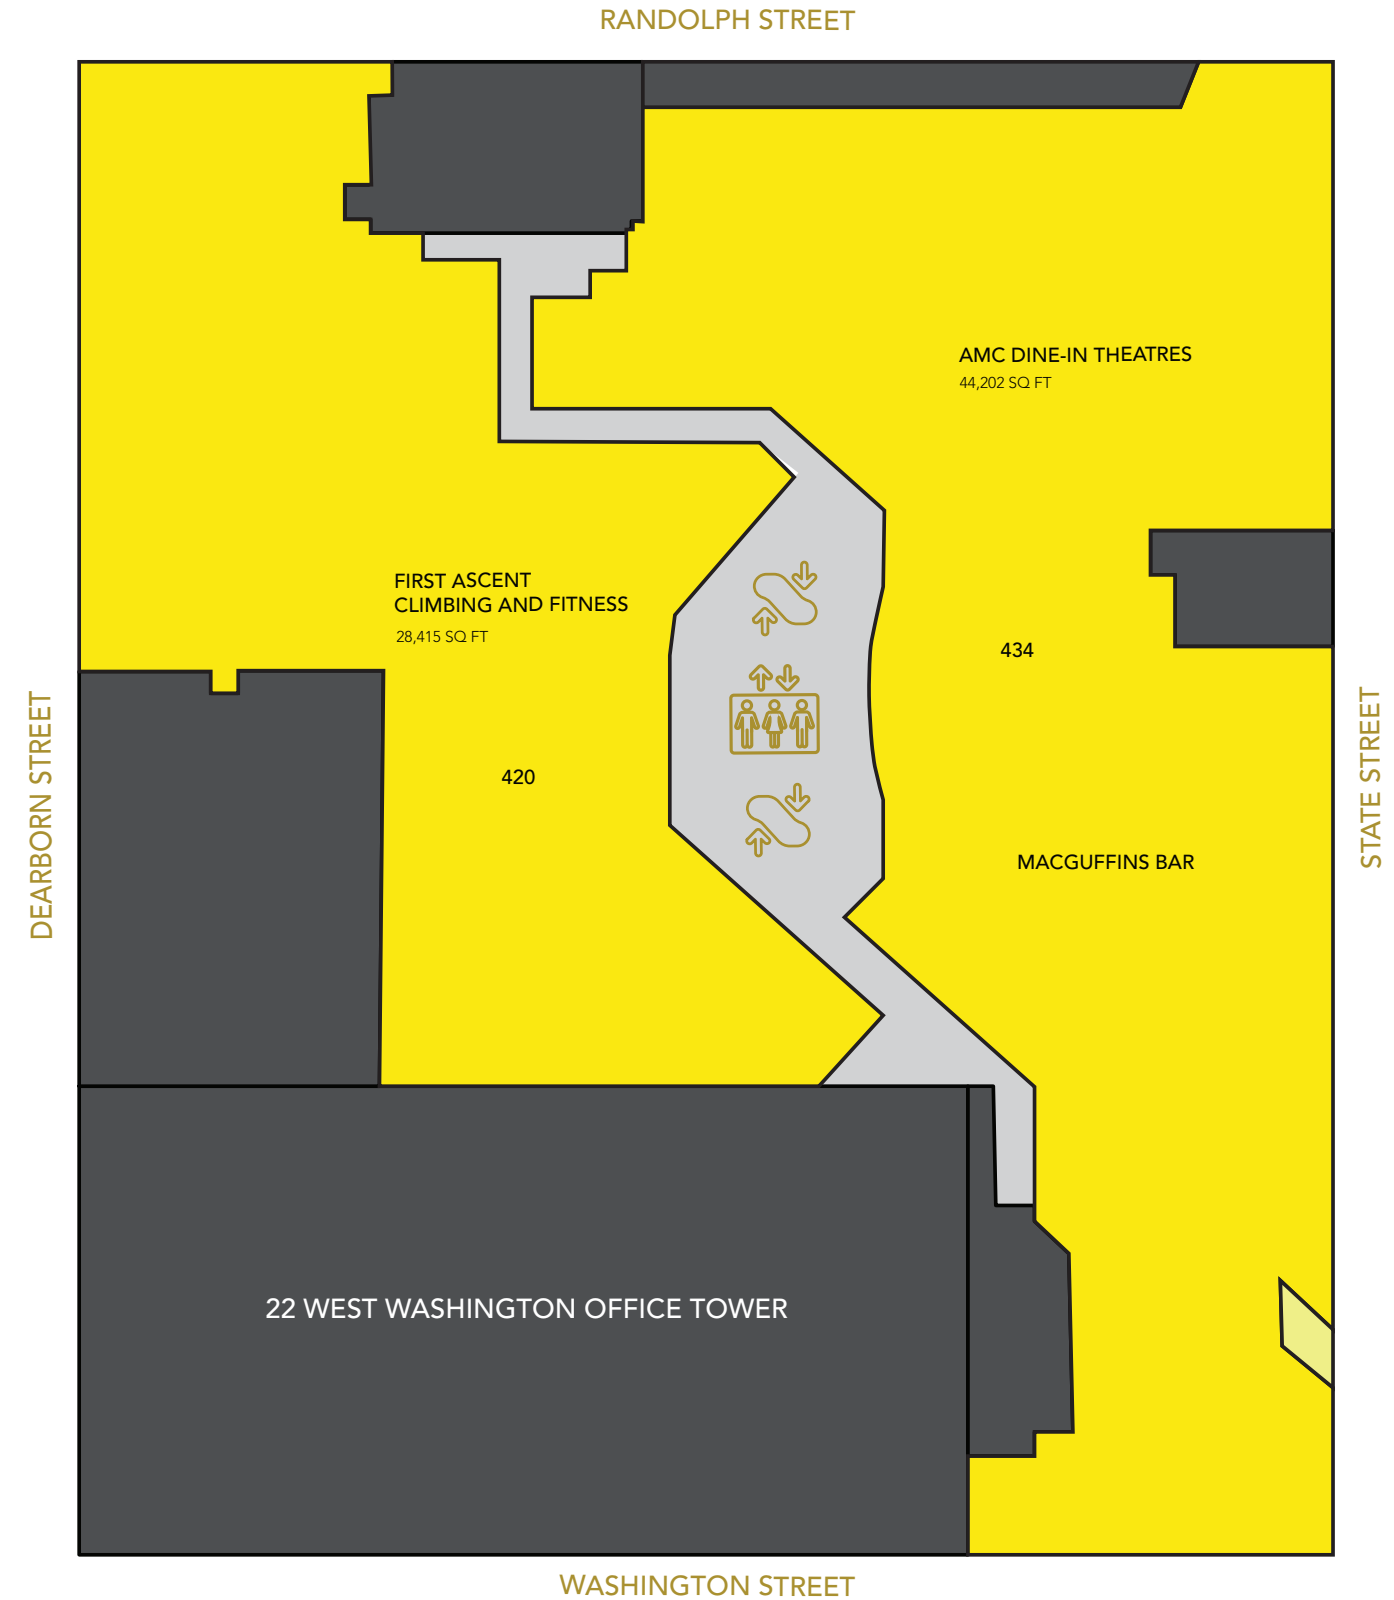 RANDOLPH STREET
AMC DINE-IN THEATRES
44,202 SQ FT
FIRST ASCENT
CLIMBING AND FITNESS
28,415 SQ FT
434
420
DEARBORN STREET
STATE STREET
MACGUFFINS BAR
22 WEST WASHINGTON OFFICE TOWER
WASHINGTON STREET